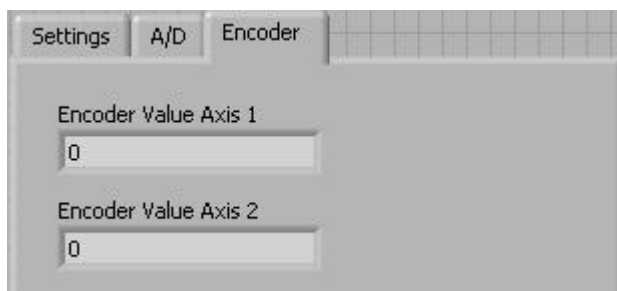 Settings A/D Encoder
Encoder Value Axis 1
0
Encoder Value Axis 2
0